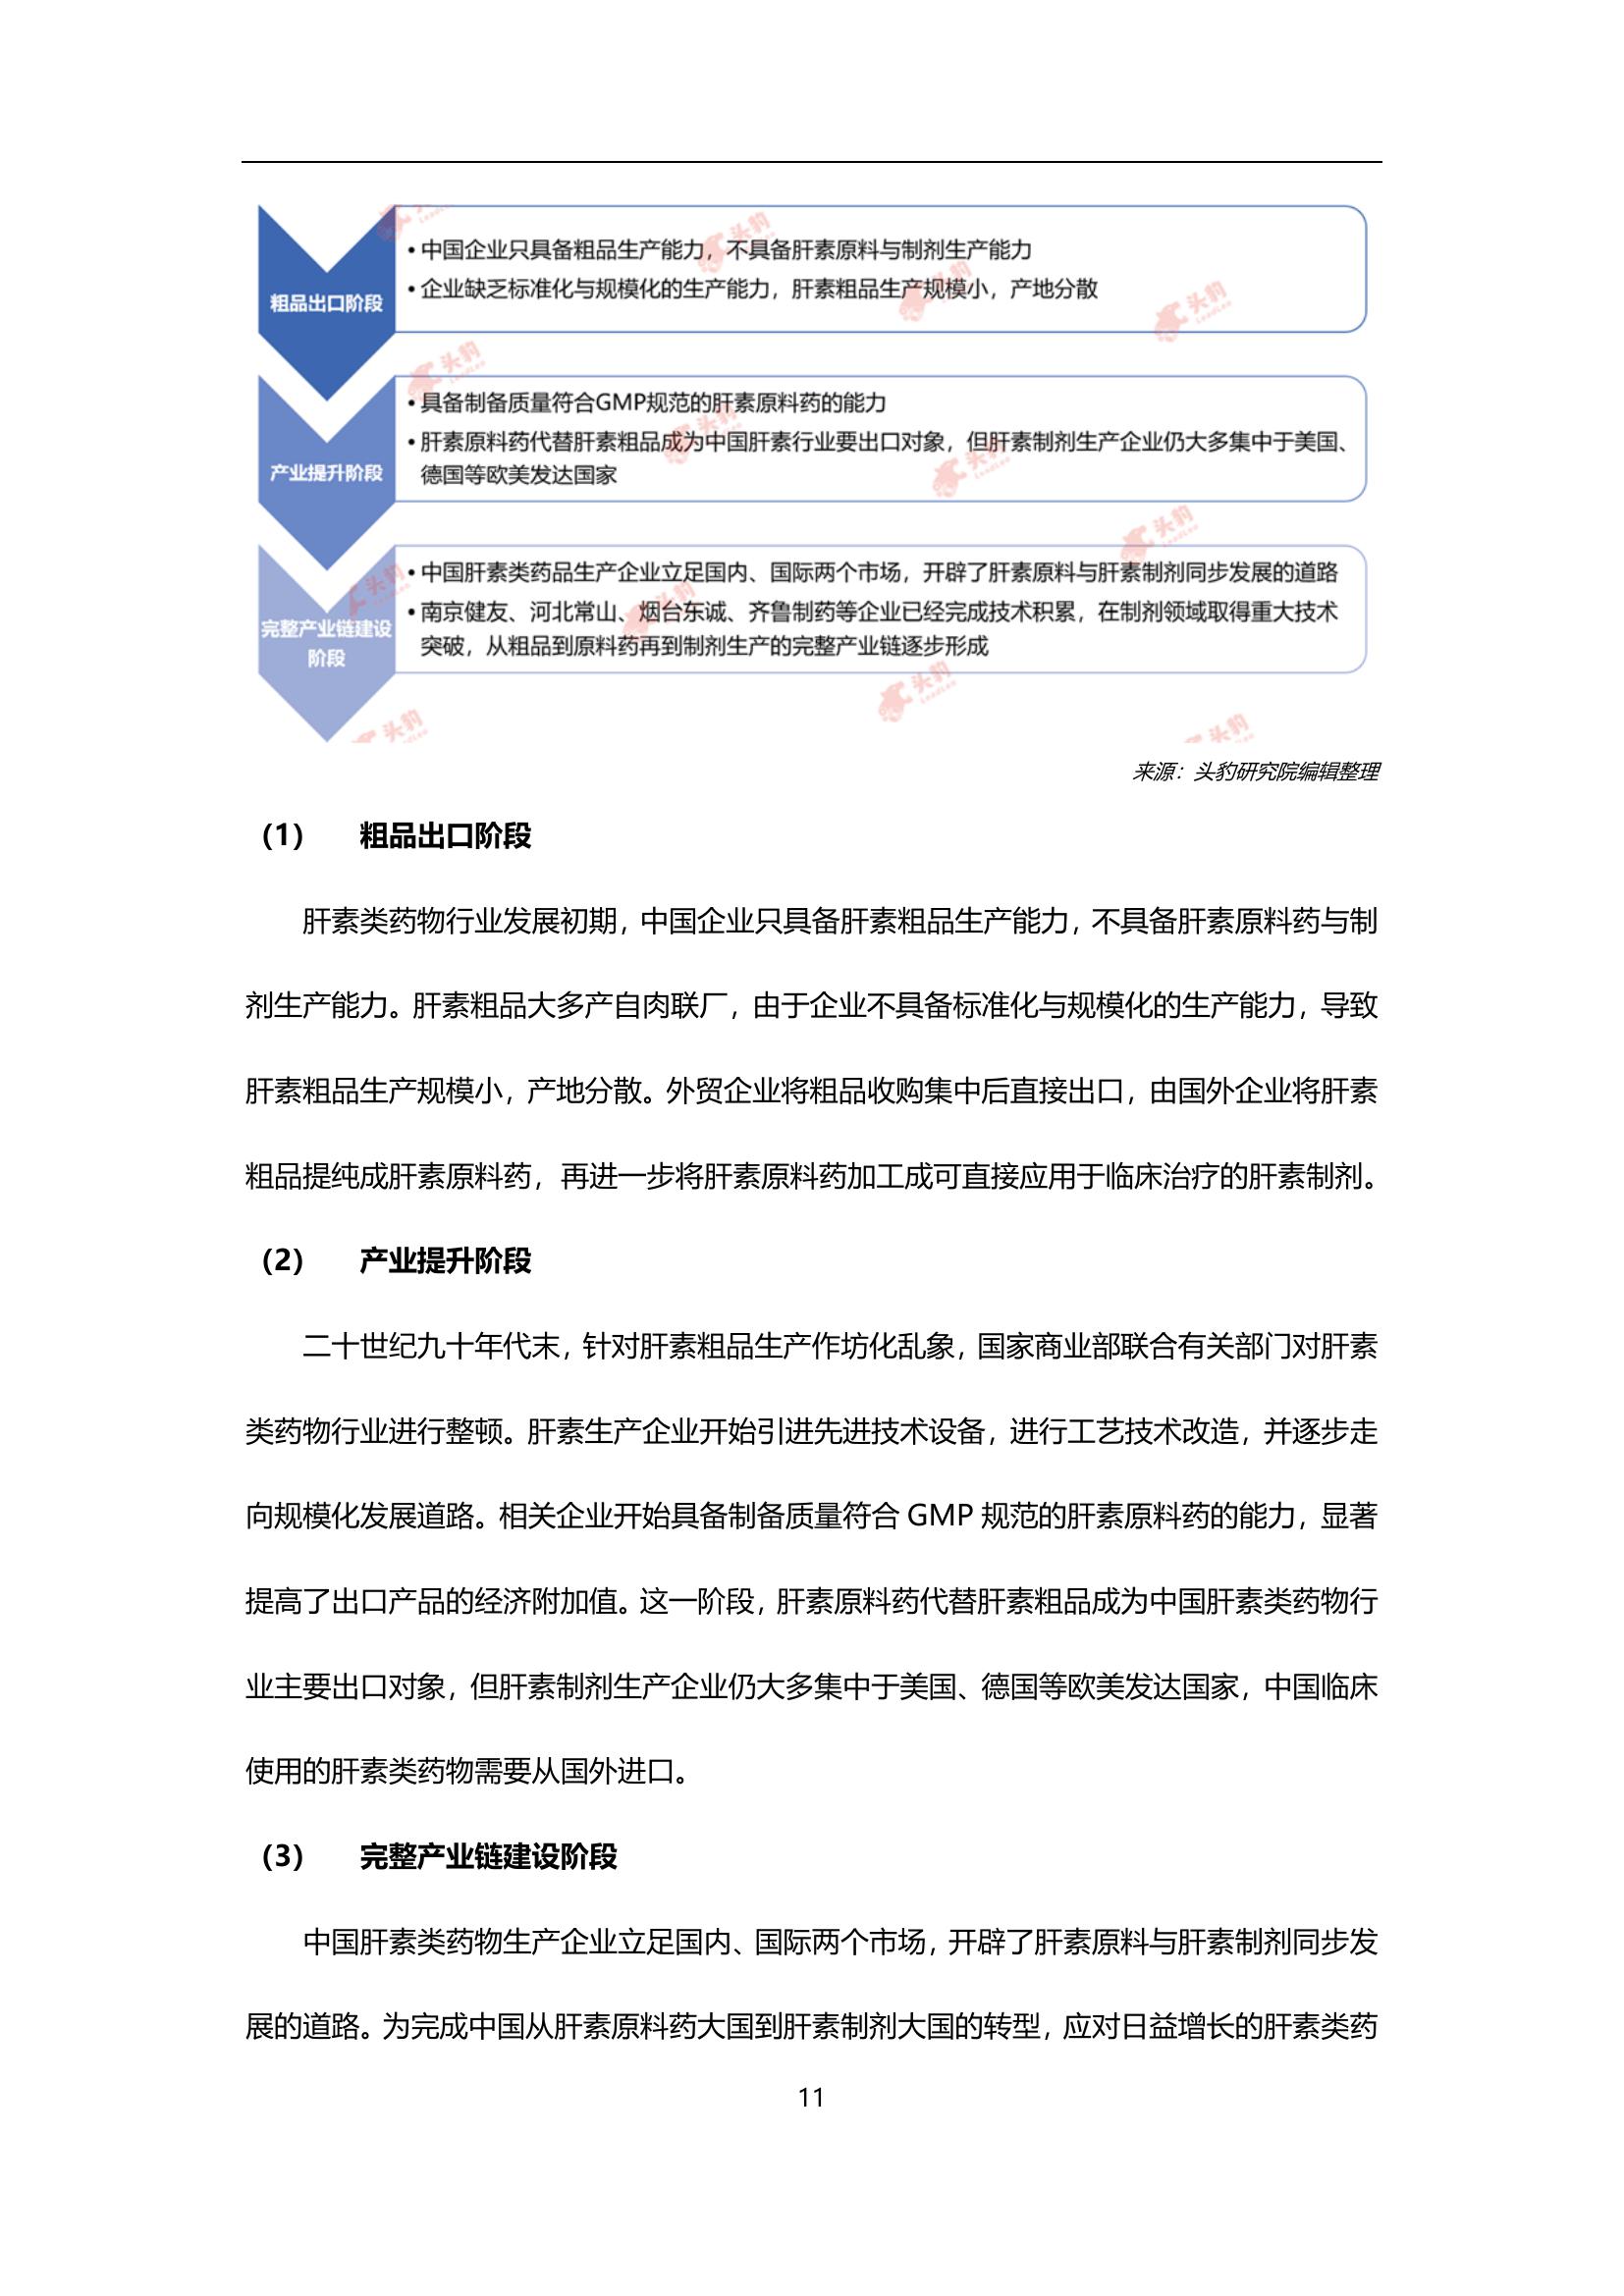 粗品出口阶段
• 中国企业只具备粗品生产能力，不具备肝素原料与制剂生产能力
• 企业缺乏标准化与规模化的生产能力，肝素粗品生产规模小，产地分散
产业提升阶段
• 具备制备质量符合GMP规范的肝素原料药的能力
• 肝素原料药代替肝素粗品成为中国肝素行业要出口对象，但肝素制剂生产企业仍大多集中于美国、
德国等欧美发达国家
完整产业链建设
阶段
• 中国肝素类药品生产企业立足国内、国际两个市场，开辟了肝素原料与肝素制剂同步发展的道路
• 南京健友、河北常山、烟台东诚、齐鲁制药等企业已经完成技术积累，在制剂领域取得重大技术
突破，从粗品到原料药再到制剂生产的完整产业链逐步形成
来源：头豹研究院编辑整理
（1） 粗品出口阶段
肝素类药物行业发展初期，中国企业只具备肝素粗品生产能力，不具备肝素原料药与制
剂生产能力。肝素粗品大多产自肉联厂，由于企业不具备标准化与规模化的生产能力，导致
肝素粗品生产规模小，产地分散。外贸企业将粗品收购集中后直接出口，由国外企业将肝素
粗品提纯成肝素原料药，再进一步将肝素原料药加工成可直接应用于临床治疗的肝素制剂。
（2） 产业提升阶段
二十世纪九十年代末，针对肝素粗品生产作坊化乱象，国家商业部联合有关部门对肝素
类药物行业进行整顿。肝素生产企业开始引进先进技术设备，进行工艺技术改造，并逐步走
向规模化发展道路。相关企业开始具备制备质量符合 GMP 规范的肝素原料药的能力，显著
提高了出口产品的经济附加值。这一阶段，肝素原料药代替肝素粗品成为中国肝素类药物行
业主要出口对象，但肝素制剂生产企业仍大多集中于美国、德国等欧美发达国家，中国临床
使用的肝素类药物需要从国外进口。
（3） 完整产业链建设阶段
中国肝素类药物生产企业立足国内、国际两个市场，开辟了肝素原料与肝素制剂同步发
展的道路。为完成中国从肝素原料药大国到肝素制剂大国的转型，应对日益增长的肝素类药
11
头豹
LeadLeo